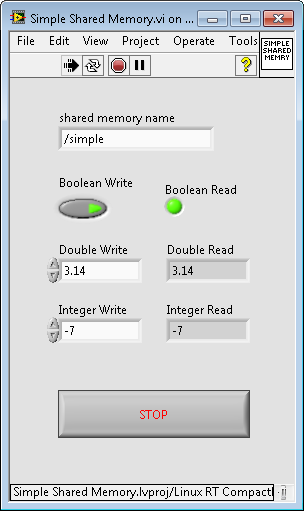 Simple Shared Memory.vi on ...
File Edit View Project Operate Tools
SIMPLE
SHARED
MEMRY
?
shared memory name
/simple
Boolean Write Boolean Read
Double Write Double Read
3.14 3.14
Integer Write Integer Read
-7 -7
STOP
Simple Shared Memory.lvproj/Linux RT Compact